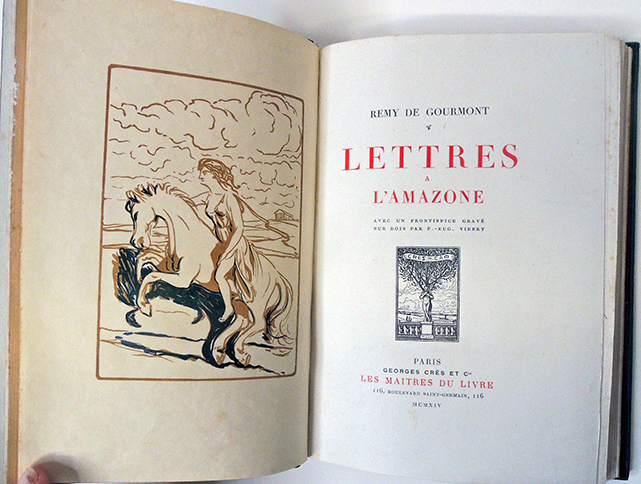 REMY DE GOURMONT
LETTRES
A
L'AMAZONE
AVEC UN FRONTISPICE GRAVÉ
SUR BOIS PAR P.-EUG. VIBERT
PARIS
GEORGES CRÈS ET Cie
LES MAITRES DU LIVRE
116, BOULEVARD SAINT-GERMAIN, 116
MCMXIV